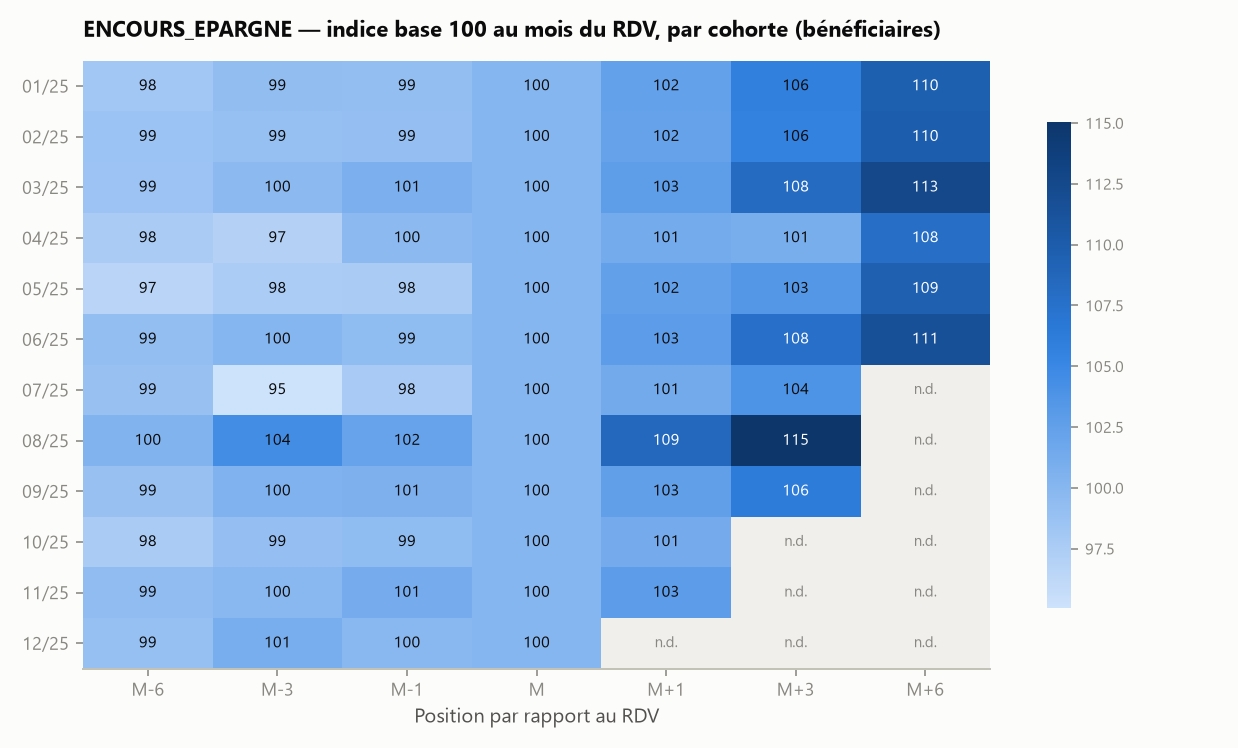 ENCOURS_EPARGNE — indice base 100 au mois du RDV, par cohorte (bénéficiaires)
01/25 98 99 99 100 102 106 110
02/25 99 99 99 100 102 106 110
03/25 99 100 101 100 103 108 113
04/25 98 97 100 100 101 101 108
05/25 97 98 98 100 102 103 109
06/25 99 100 99 100 103 108 111
07/25 99 95 98 100 101 104 n.d.
08/25 100 104 102 100 109 115 n.d.
09/25 99 100 101 100 103 106 n.d.
10/25 98 99 99 100 101 n.d. n.d.
11/25 99 100 101 100 103 n.d. n.d.
12/25 99 101 100 100 n.d. n.d. n.d.
M-6 M-3 M-1 M M+1 M+3 M+6
Position par rapport au RDV
115.0
112.5
110.0
107.5
105.0
102.5
100.0
97.5